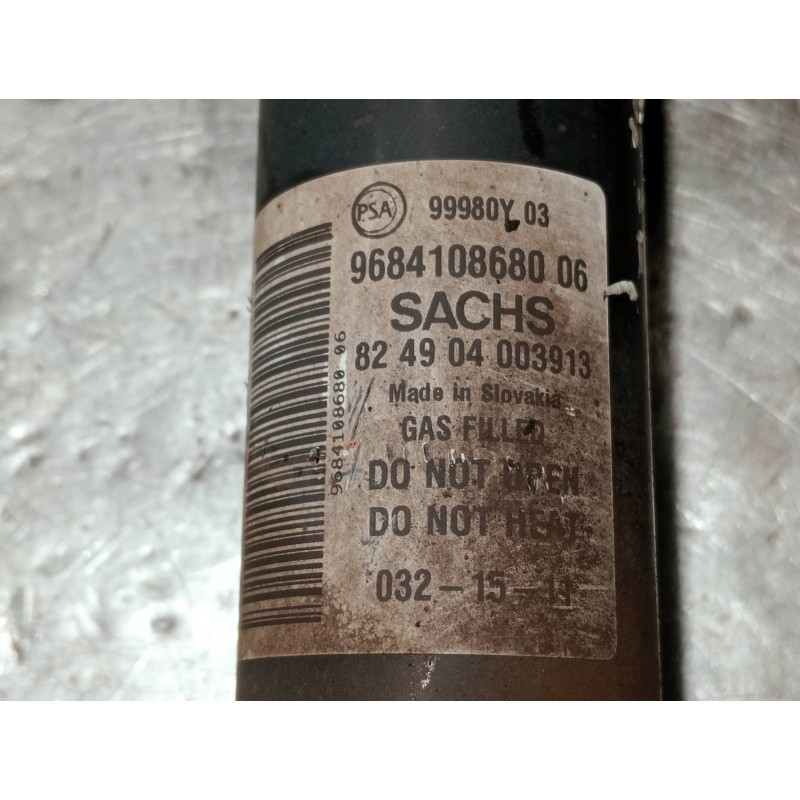 PSA 99980Y 03
9684108680 06
SACHS
82 49 04 003913
Made in Slovakia
GAS FILLED
DO NOT OPEN
DO NOT HEAT
032-15-11
9684108680 06